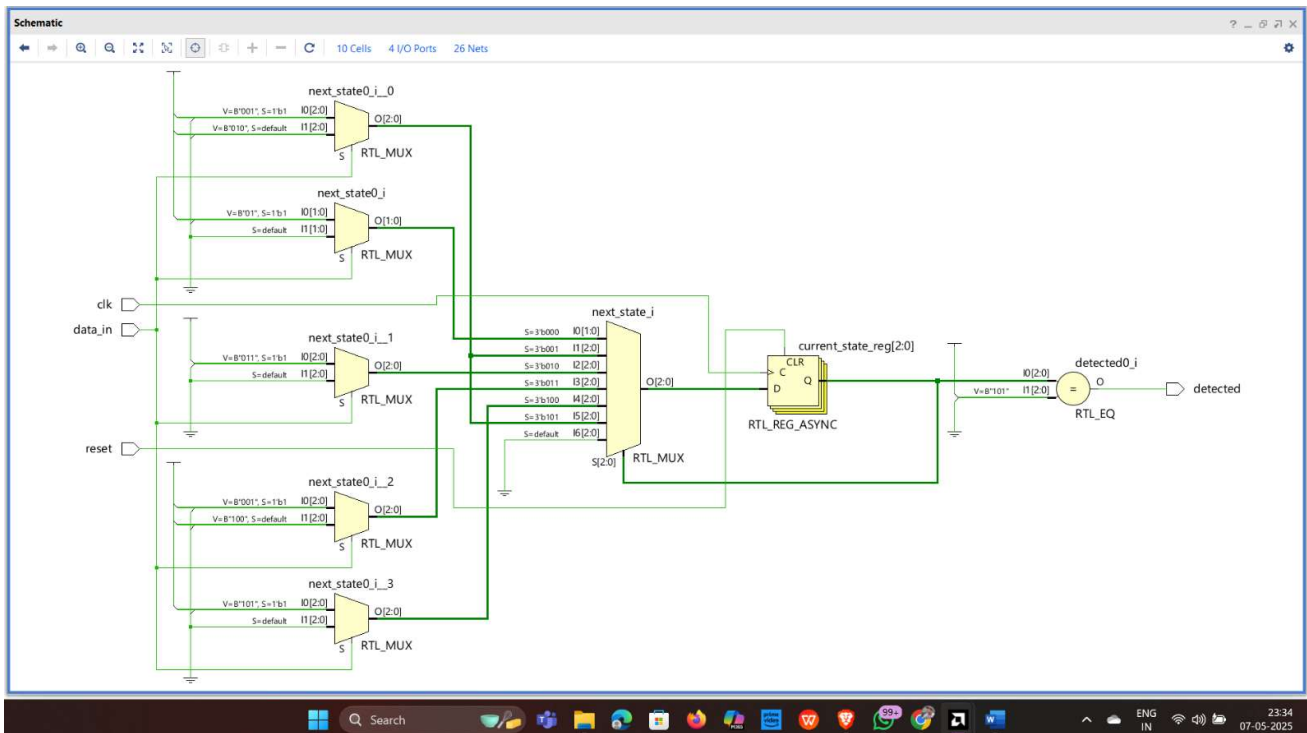 Schematic
10 Cells 4 I/O Ports 26 Nets
next_state0_i__0
V=B"001", S=1'b1 I0[2:0]
V=B"010", S=default I1[2:0]
O[2:0]
S RTL_MUX
next_state0_i
V=B"01", S=1'b1 I0[1:0]
S=default I1[1:0]
O[1:0]
S RTL_MUX
clk
data_in
next_state0_i__1
V=B"011", S=1'b1 I0[2:0]
S=default I1[2:0]
O[2:0]
S RTL_MUX
reset
next_state0_i__2
V=B"001", S=1'b1 I0[2:0]
V=B"100", S=default I1[2:0]
O[2:0]
S RTL_MUX
next_state0_i__3
V=B"101", S=1'b1 I0[2:0]
S=default I1[2:0]
O[2:0]
S RTL_MUX
next_state_i
S=3'b000 I0[1:0]
S=3'b001 I1[2:0]
S=3'b010 I2[2:0]
S=3'b011 I3[2:0]
S=3'b100 I4[2:0]
S=3'b101 I5[2:0]
S=default I6[2:0]
O[2:0]
S[2:0] RTL_MUX
current_state_reg[2:0]
CLR
C
D
Q
RTL_REG_ASYNC
detected0_i
I0[2:0]
V=B"101" I1[2:0]
=
O
RTL_EQ
detected
Search
99+
ENG
IN
23:34
07-05-2025